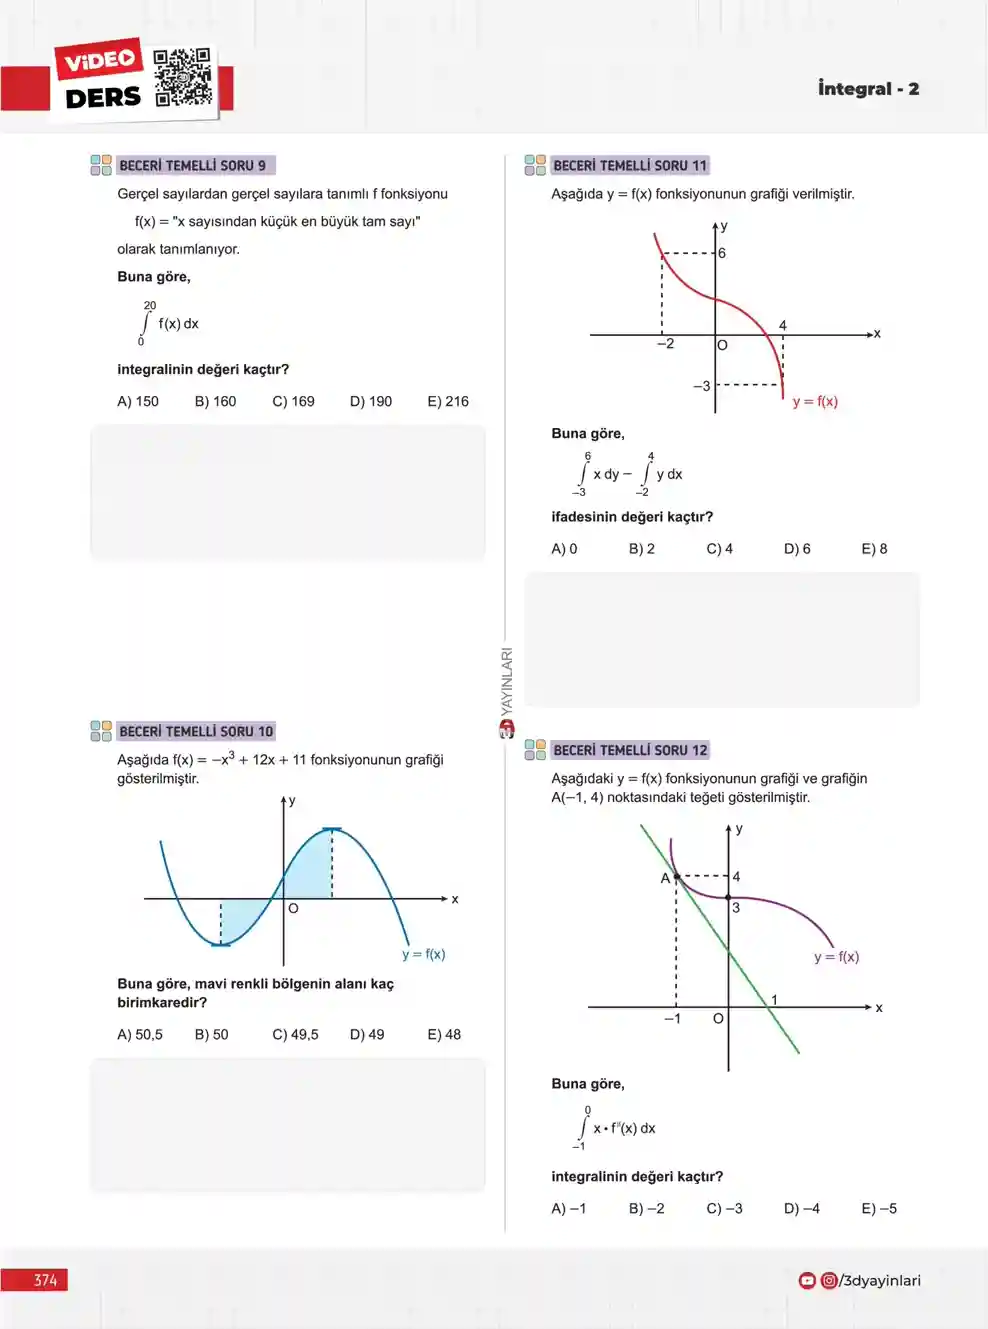 VİDEO
DERS
İntegral - 2
BECERİ TEMELLİ SORU 9
Gerçel sayılardan gerçel sayılara tanımlı f fonksiyonu
f(x) = "x sayısından küçük en büyük tam sayı"
olarak tanımlanıyor.
Buna göre,
20
∫ f(x) dx
0
integralinin değeri kaçtır?
A) 150 B) 160 C) 169 D) 190 E) 216
BECERİ TEMELLİ SORU 10
Aşağıda f(x) = –x³ + 12x + 11 fonksiyonunun grafiği
gösterilmiştir.
y
x
O
y = f(x)
Buna göre, mavi renkli bölgenin alanı kaç
birimkaredir?
A) 50,5 B) 50 C) 49,5 D) 49 E) 48
YAYINLARI
BECERİ TEMELLİ SORU 11
Aşağıda y = f(x) fonksiyonunun grafiği verilmiştir.
y
6
4
x
–2
O
–3
y = f(x)
Buna göre,
6 4
∫ x dy – ∫ y dx
–3 –2
ifadesinin değeri kaçtır?
A) 0 B) 2 C) 4 D) 6 E) 8
BECERİ TEMELLİ SORU 12
Aşağıdaki y = f(x) fonksiyonunun grafiği ve grafiğin
A(–1, 4) noktasındaki teğeti gösterilmiştir.
y
A
4
3
y = f(x)
1
x
–1
O
Buna göre,
0
∫ x • f''(x) dx
–1
integralinin değeri kaçtır?
A) –1 B) –2 C) –3 D) –4 E) –5
374
/3dyayinlari